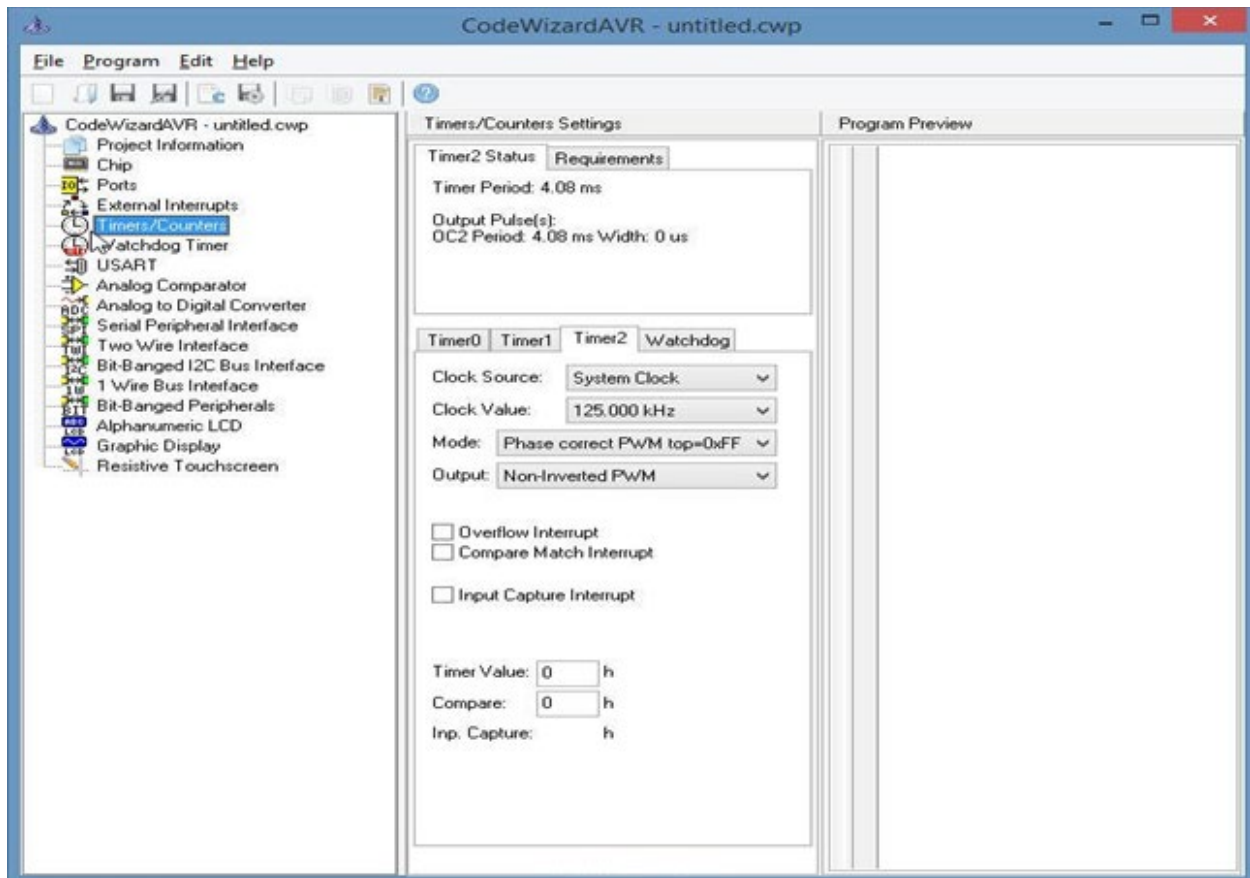 CodeWizardAVR - untitled.cwp
File Program Edit Help
CodeWizardAVR - untitled.cwp
Project Information
Chip
Ports
External Interrupts
Timers/Counters
Watchdog Timer
USART
Analog Comparator
Analog to Digital Converter
Serial Peripheral Interface
Two Wire Interface
Bit-Banged I2C Bus Interface
1 Wire Bus Interface
Bit-Banged Peripherals
Alphanumeric LCD
Graphic Display
Resistive Touchscreen
Timers/Counters Settings
Timer2 Status Requirements
Timer Period: 4.08 ms
Output Pulse(s):
OC2 Period: 4.08 ms Width: 0 us
Timer0 Timer1 Timer2 Watchdog
Clock Source: System Clock
Clock Value: 125.000 kHz
Mode: Phase correct PWM top=0xFF
Output: Non-Inverted PWM
Overflow Interrupt
Compare Match Interrupt
Input Capture Interrupt
Timer Value: 0 h
Compare: 0 h
Inp. Capture: h
Program Preview